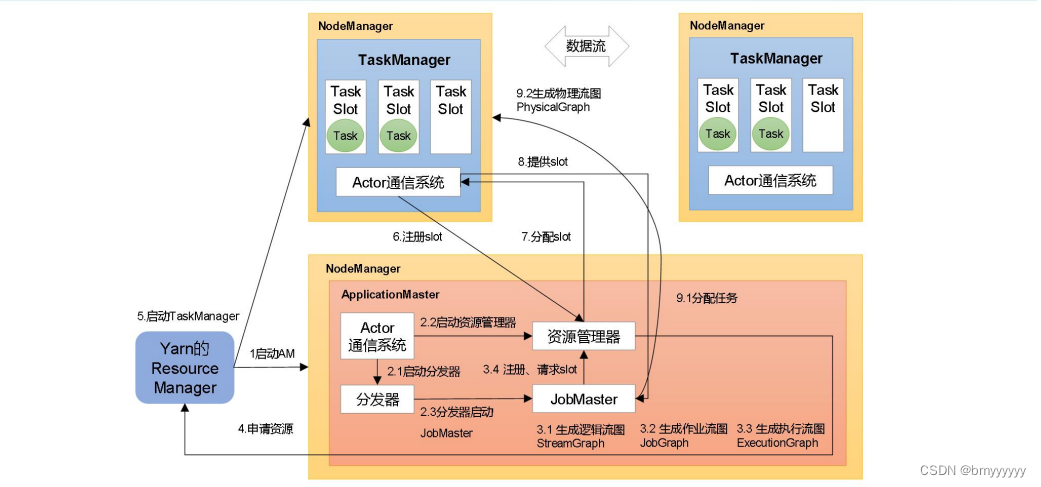 NodeManager
TaskManager
Task
Slot
Task
Task
Slot
Task
Task
Slot
Actor通信系统
数据流
NodeManager
TaskManager
Task
Slot
Task
Task
Slot
Task
Task
Slot
Actor通信系统
9.2生成物理流图
PhysicalGraph
8.提供slot
6.注册slot
7.分配slot
9.1分配任务
NodeManager
ApplicationMaster
Actor
通信系统
2.2启动资源管理器
资源管理器
2.1启动分发器
3.4 注册、请求slot
分发器
2.3分发器启动
JobMaster
JobMaster
3.1 生成逻辑流图
StreamGraph
3.2 生成作业流图
JobGraph
3.3 生成执行流图
ExecutionGraph
5.启动TaskManager
Yarn的
Resource
Manager
1启动AM
4.申请资源
CSDN @bmyyyyyy